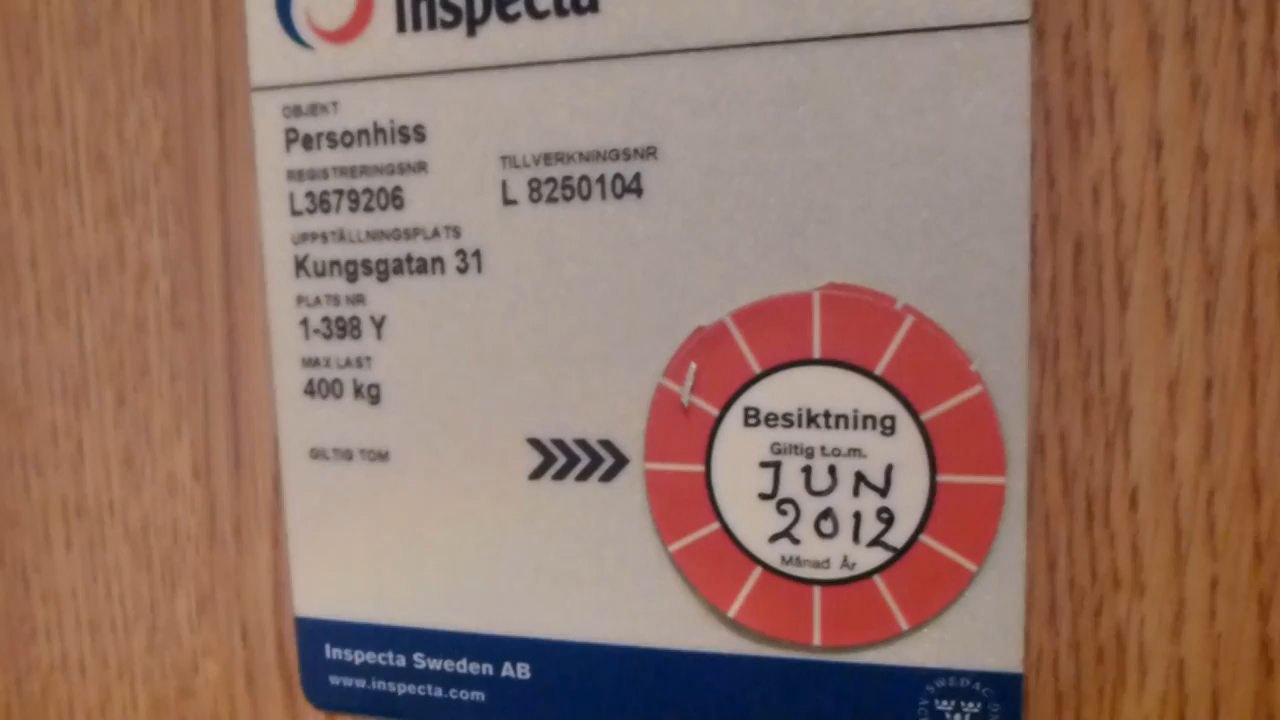 Inspecta
OBJEKT
Personhiss
REGISTRERINGSNR
L3679206
TILLVERKNINGSNR
L 8250104
UPPSTÄLLNINGSPLATS
Kungsgatan 31
PLATS NR
1-398 Y
MAX LAST
400 kg
GILTIG TOM
Besiktning
Giltig t.o.m.
JUN
2012
Månad År
Inspecta Sweden AB
www.inspecta.com
SWEDAC